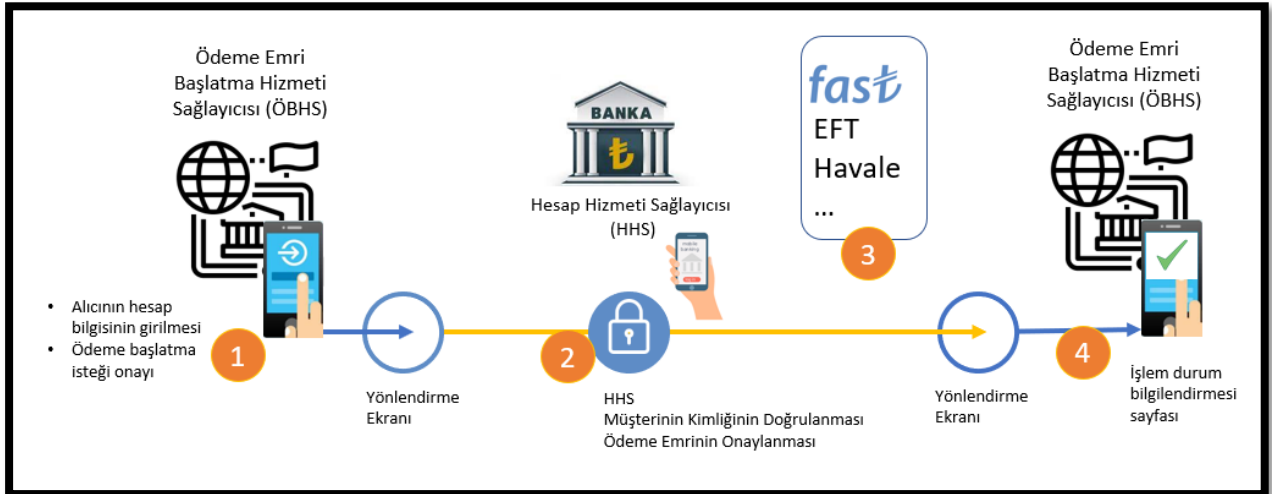 Ödeme Emri
Başlatma Hizmeti
Sağlayıcısı (ÖBHS)
BANKA
Hesap Hizmeti Sağlayıcısı
(HHS)
mobile
banking
fast
EFT
Havale
...
3
Ödeme Emri
Başlatma Hizmeti
Sağlayıcısı (ÖBHS)
• Alıcının hesap
bilgisinin girilmesi
• Ödeme başlatma
isteği onayı
1
Yönlendirme
Ekranı
2
HHS
Müşterinin Kimliğinin Doğrulanması
Ödeme Emrinin Onaylanması
Yönlendirme
Ekranı
4
İşlem durum
bilgilendirmesi
sayfası